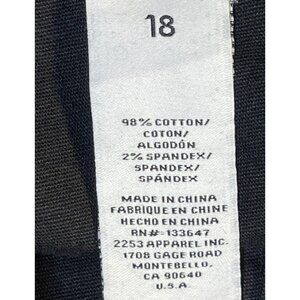 18
98% COTTON/
COTON/
ALGODÓN
2% SPANDEX/
SPANDEX/
SPÁNDEX
MADE IN CHINA
FABRIQUE EN CHINE
HECHO EN CHINA
RN# 133647
2253 APPAREL INC.
1708 GAGE ROAD
MONTEBELLO,
CA 90640
U.S.A